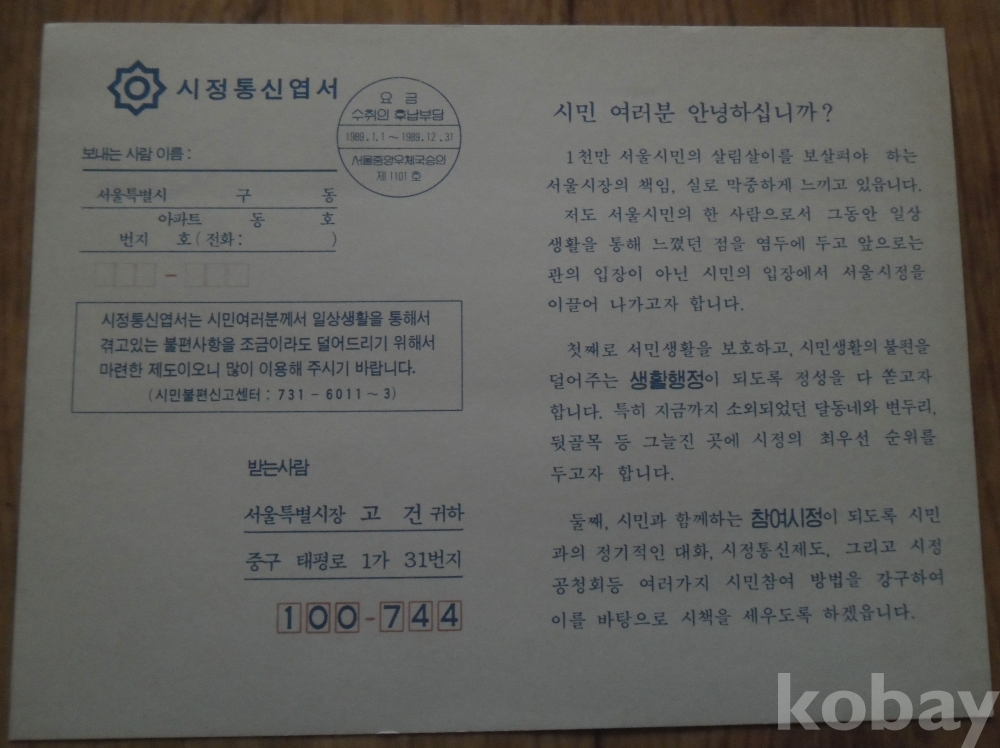 시정통신엽서
요 금
수취인 후납부담
1989.1.1~1989.12.31
서울중앙우체국승인
제1101호
보내는 사람 이름 :
서울특별시 구 동
아파트 동 호
번지 호 (전화 : )
시정통신엽서는 시민여러분께서 일상생활을 통해서
겪고있는 불편사항을 조금이라도 덜어드리기 위해서
마련한 제도이오니 많이 이용해 주시기 바랍니다.
(시민불편신고센터 : 731-6011~3)
받는사람
서울특별시장 고 건 귀하
중구 태평로 1가 31번지
100-744
시민 여러분 안녕하십니까?
1천만 서울시민의 살림살이를 보살펴야 하는
서울시장의 책임, 실로 막중하게 느끼고 있읍니다.
저도 서울시민의 한 사람으로서 그동안 일상
생활을 통해 느꼈던 점을 염두에 두고 앞으로는
관의 입장이 아닌 시민의 입장에서 서울시정을
이끌어 나가고자 합니다.
첫째로 서민생활을 보호하고, 시민생활의 불편을
덜어주는 생활행정이 되도록 정성을 다 쏟고자
합니다. 특히 지금까지 소외되었던 달동네와 변두리,
뒷골목 등 그늘진 곳에 시정의 최우선 순위를
두고자 합니다.
둘째, 시민과 함께하는 참여시정이 되도록 시민
과의 정기적인 대화, 시정통신제도, 그리고 시정
공청회등 여러가지 시민참여 방법을 강구하여
이를 바탕으로 시책을 세우도록 하겠읍니다.
kobay